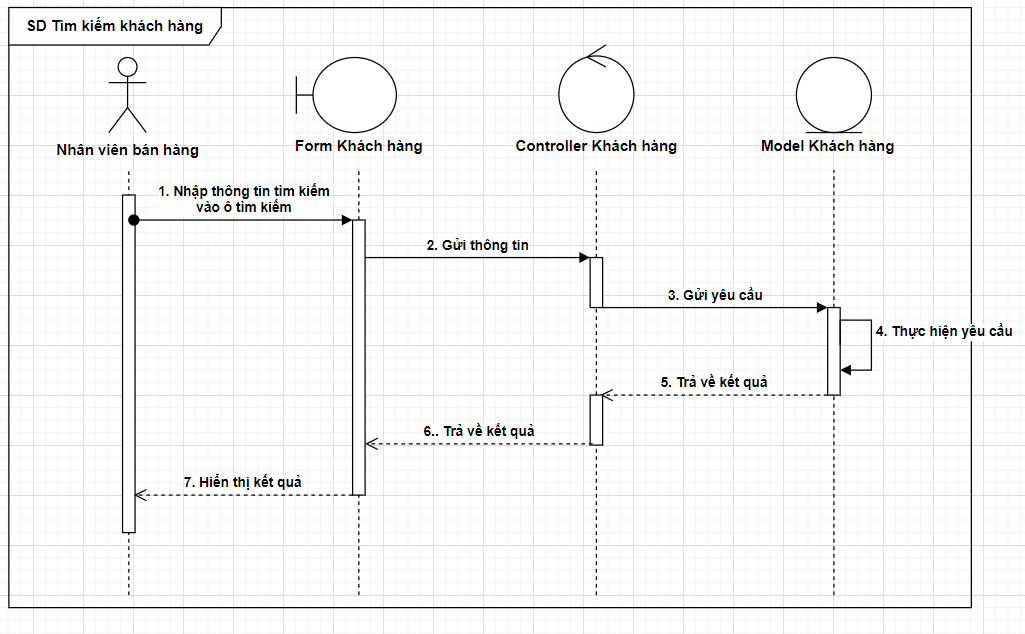 SD Tìm kiếm khách hàng
Nhân viên bán hàng
Form Khách hàng
Controller Khách hàng
Model Khách hàng
1. Nhập thông tin tìm kiếm
vào ô tìm kiếm
2. Gửi thông tin
3. Gửi yêu cầu
4. Thực hiện yêu cầu
5. Trả về kết quả
6.. Trả về kết quả
7. Hiển thị kết quả